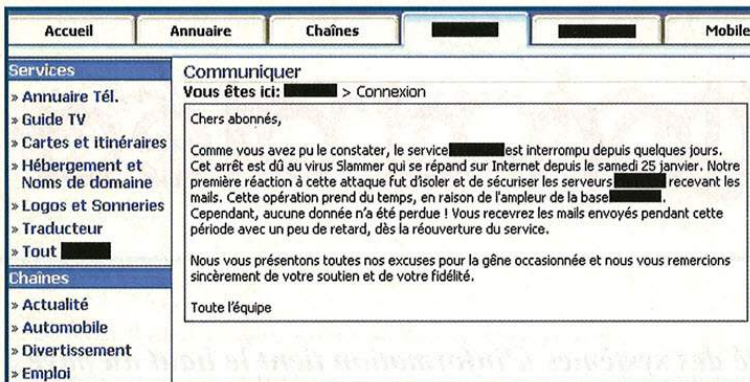 Accueil Annuaire Chaînes Mobile
Services
» Annuaire Tél.
» Guide TV
» Cartes et itinéraires
» Hébergement et
Noms de domaine
» Logos et Sonneries
» Traducteur
» Tout
Chaînes
» Actualité
» Automobile
» Divertissement
» Emploi
Communiquer
Vous êtes ici: > Connexion
Chers abonnés,
Comme vous avez pu le constater, le service est interrompu depuis quelques jours.
Cet arrêt est dû au virus Slammer qui se répand sur Internet depuis le samedi 25 janvier. Notre
première réaction à cette attaque fut d'isoler et de sécuriser les serveurs recevant les
mails. Cette opération prend du temps, en raison de l'ampleur de la base .
Cependant, aucune donnée n'a été perdue ! Vous recevrez les mails envoyés pendant cette
période avec un peu de retard, dès la réouverture du service.
Nous vous présentons toutes nos excuses pour la gêne occasionnée et nous vous remercions
sincèrement de votre soutien et de votre fidélité.
Toute l'équipe